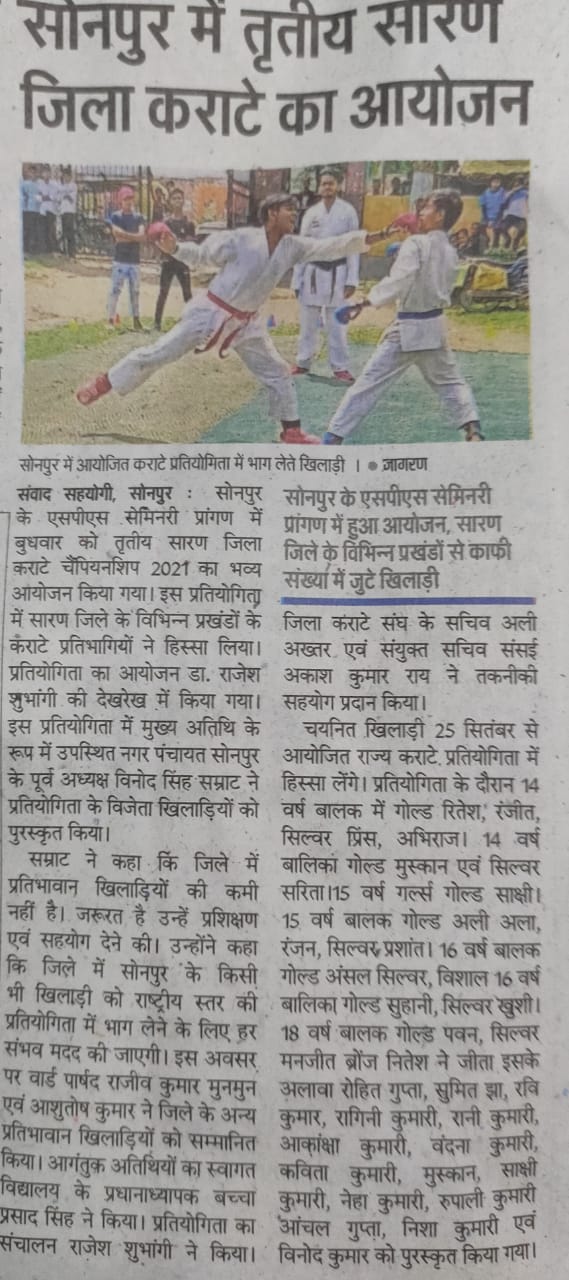 सोनपुर में तृतीय सारण
जिला कराटे का आयोजन
सोनपुर में आयोजित कराटे प्रतियोगिता में भाग लेते खिलाड़ी । ● जागरण
संवाद सहयोगी, सोनपुर : सोनपुर
के एसपीएस सेमिनरी प्रांगण में
बुधवार को तृतीय सारण जिला
कराटे चैंपियनशिप 2021 का भव्य
आयोजन किया गया। इस प्रतियोगिता
में सारण जिले के विभिन्न प्रखंडों के
कराटे प्रतिभागियों ने हिस्सा लिया।
प्रतियोगिता का आयोजन डा. राजेश
शुभांगी की देखरेख में किया गया।
इस प्रतियोगिता में मुख्य अतिथि के
रूप में उपस्थित नगर पंचायत सोनपुर
के पूर्व अध्यक्ष विनोद सिंह सम्राट ने
प्रतियोगिता के विजेता खिलाड़ियों को
पुरस्कृत किया।
सम्राट ने कहा कि जिले में
प्रतिभावान खिलाड़ियों की कमी
नहीं है। जरूरत है उन्हें प्रशिक्षण
एवं सहयोग देने की। उन्होंने कहा
कि जिले में सोनपुर के किसी
भी खिलाड़ी को राष्ट्रीय स्तर की
प्रतियोगिता में भाग लेने के लिए हर
संभव मदद की जाएगी। इस अवसर
पर वार्ड पार्षद राजीव कुमार मुनमुन
एवं आशुतोष कुमार ने जिले के अन्य
प्रतिभावान खिलाड़ियों को सम्मानित
किया। आगंतुक अतिथियों का स्वागत
विद्यालय के प्रधानाध्यापक बच्चा
प्रसाद सिंह ने किया। प्रतियोगिता का
संचालन राजेश शुभांगी ने किया।
सोनपुर के एसपीएस सेमिनरी
प्रांगण में हुआ आयोजन, सारण
जिले के विभिन्न प्रखंडों से काफी
संख्या में जुटे खिलाड़ी
जिला कराटे संघ के सचिव अली
अख्तर एवं संयुक्त सचिव संसई
अकाश कुमार राय ने तकनीकी
सहयोग प्रदान किया।
चयनित खिलाड़ी 25 सितंबर से
आयोजित राज्य कराटे प्रतियोगिता में
हिस्सा लेंगे। प्रतियोगिता के दौरान 14
वर्ष बालक में गोल्ड रितेश, रंजीत,
सिल्वर प्रिंस, अभिराज। 14 वर्ष
बालिका गोल्ड मुस्कान एवं सिल्वर
सरिता।15 वर्ष गर्ल्स गोल्ड साक्षी।
15 वर्ष बालक गोल्ड अली अला,
रंजन, सिल्वर प्रशांत। 16 वर्ष बालक
गोल्ड अंसल सिल्वर, विशाल 16 वर्ष
बालिका गोल्ड सुहानी, सिल्वर खुशी।
18 वर्ष बालक गोल्ड पवन, सिल्वर
मनजीत ब्रोंज नितेश ने जीता इसके
अलावा रोहित गुप्ता, सुमित झा, रवि
कुमार, रागिनी कुमारी, रानी कुमारी,
आकांक्षा कुमारी, वंदना कुमारी,
कविता कुमारी, मुस्कान, साक्षी
कुमारी, नेहा कुमारी, रुपाली कुमारी
आंचल गुप्ता, निशा कुमारी एवं
विनोद कुमार को पुरस्कृत किया गया।